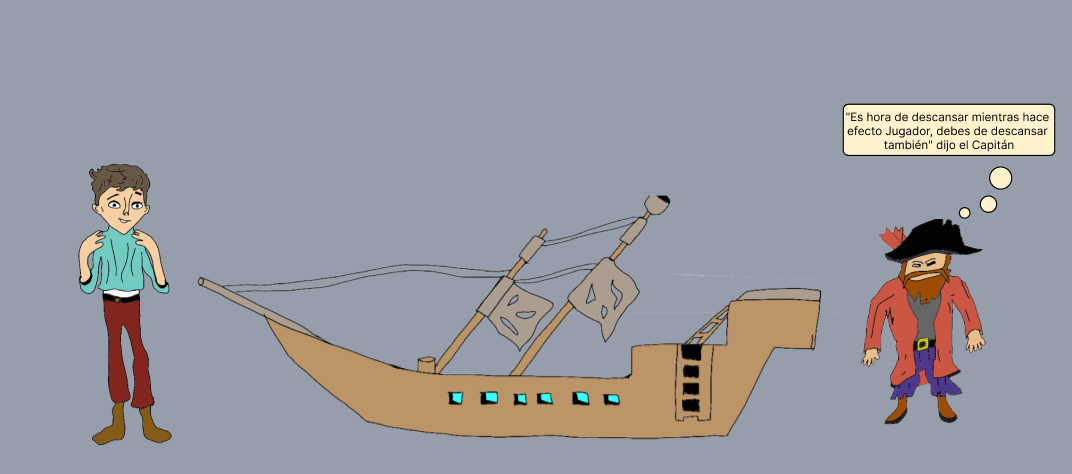 "Es hora de descansar mientras hace
efecto Jugador, debes de descansar
también" dijo el Capitán